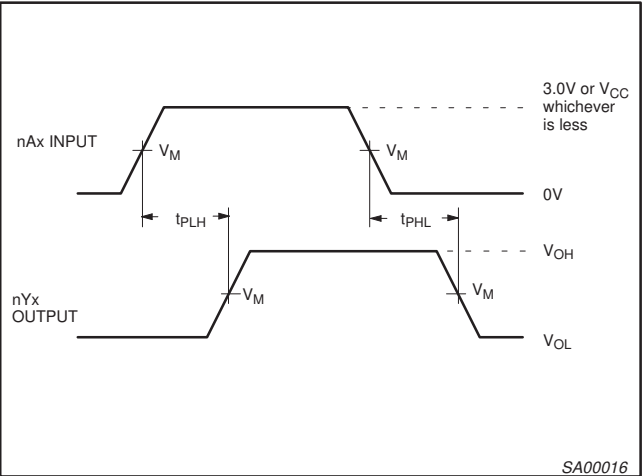 3.0V or VCC
whichever
is less
nAx INPUT
VM
VM
0V
tPLH
tPHL
VOH
nYx
OUTPUT
VM
VM
VOL
SA00016